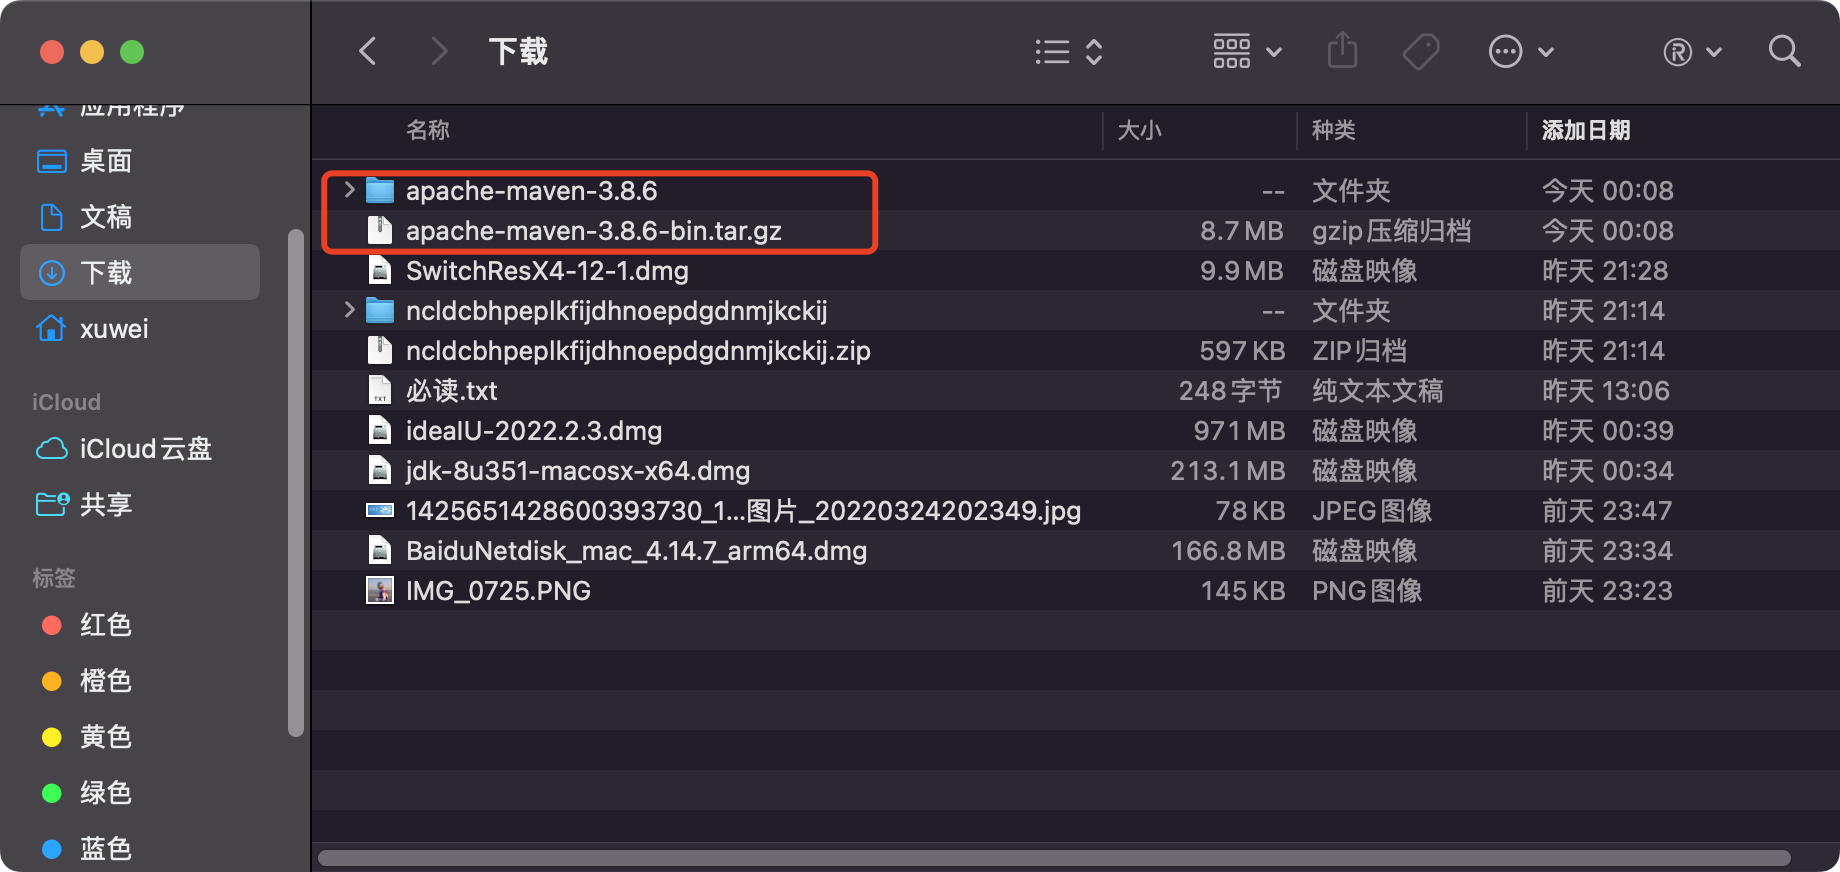 下载
应用程序
桌面
文稿
下载
xuwei
iCloud
iCloud云盘
共享
标签
红色
橙色
黄色
绿色
蓝色
名称 大小 种类 添加日期
apache-maven-3.8.6 -- 文件夹 今天 00:08
apache-maven-3.8.6-bin.tar.gz 8.7 MB gzip压缩归档 今天 00:08
SwitchResX4-12-1.dmg 9.9 MB 磁盘映像 昨天 21:28
ncldcbhpeplkfijdhnoepdgdnmjkckij -- 文件夹 昨天 21:14
ncldcbhpeplkfijdhnoepdgdnmjkckij.zip 597 KB ZIP归档 昨天 21:14
必读.txt 248字节 纯文本文稿 昨天 13:06
ideaIU-2022.2.3.dmg 971 MB 磁盘映像 昨天 00:39
jdk-8u351-macosx-x64.dmg 213.1 MB 磁盘映像 昨天 00:34
1425651428600393730_1...图片_20220324202349.jpg 78 KB JPEG图像 前天 23:47
BaiduNetdisk_mac_4.14.7_arm64.dmg 166.8 MB 磁盘映像 前天 23:34
IMG_0725.PNG 145 KB PNG图像 前天 23:23